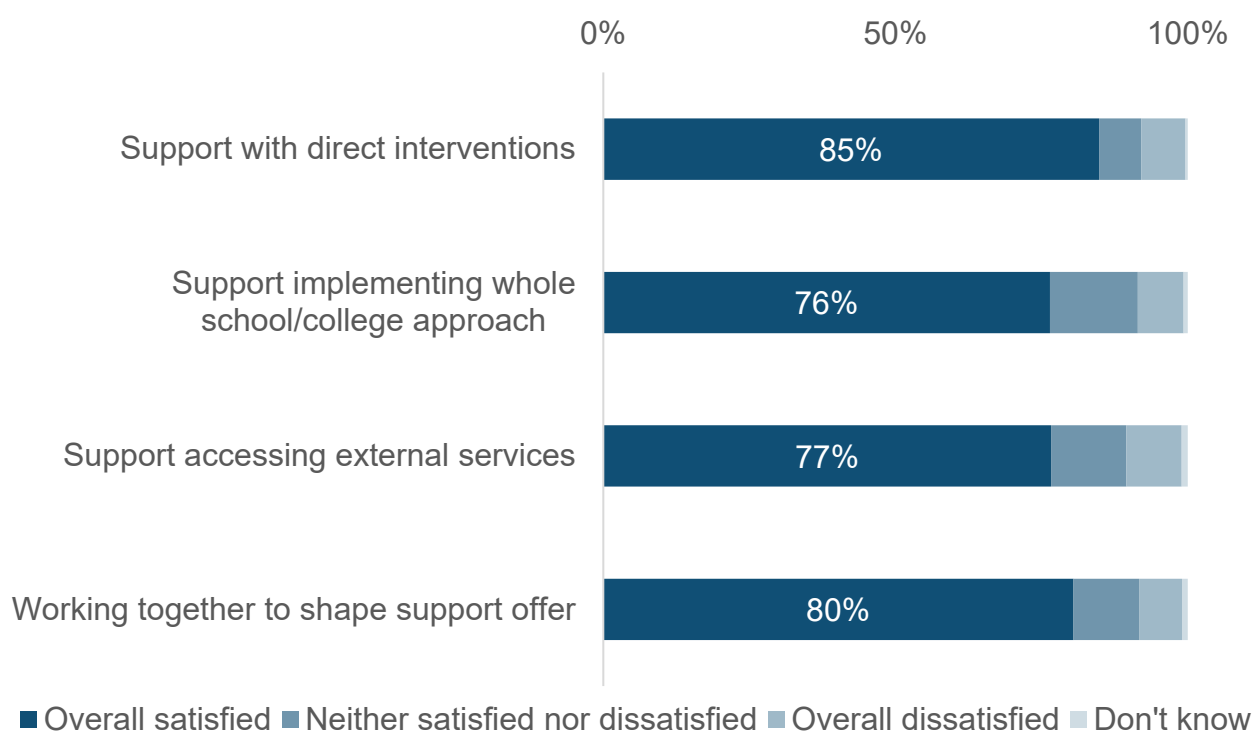 0% 50% 100%
Support with direct interventions 85%
Support implementing whole
school/college approach 76%
Support accessing external services 77%
Working together to shape support offer 80%
Overall satisfied Neither satisfied nor dissatisfied Overall dissatisfied Don't know